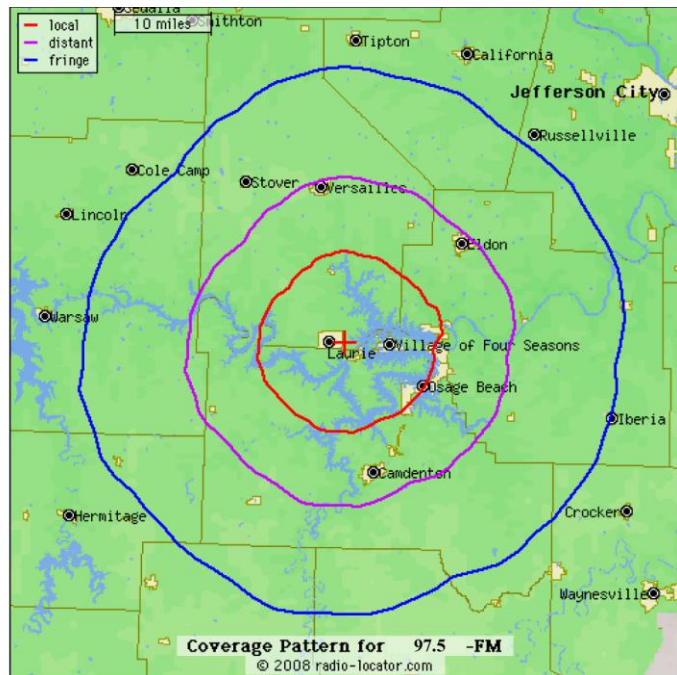 Sedalia
Smithton
10 miles
local
distant
fringe
Tipton
California
Jefferson City
Russellville
Cole Camp
Stover
Versailles
Lincoln
Eldon
Warsaw
Laurie
Village of Four Seasons
Osage Beach
Iberia
Camdenton
Hermitage
Crocker
Waynesville
Coverage Pattern for 97.5 -FM
© 2008 radio-locator.com